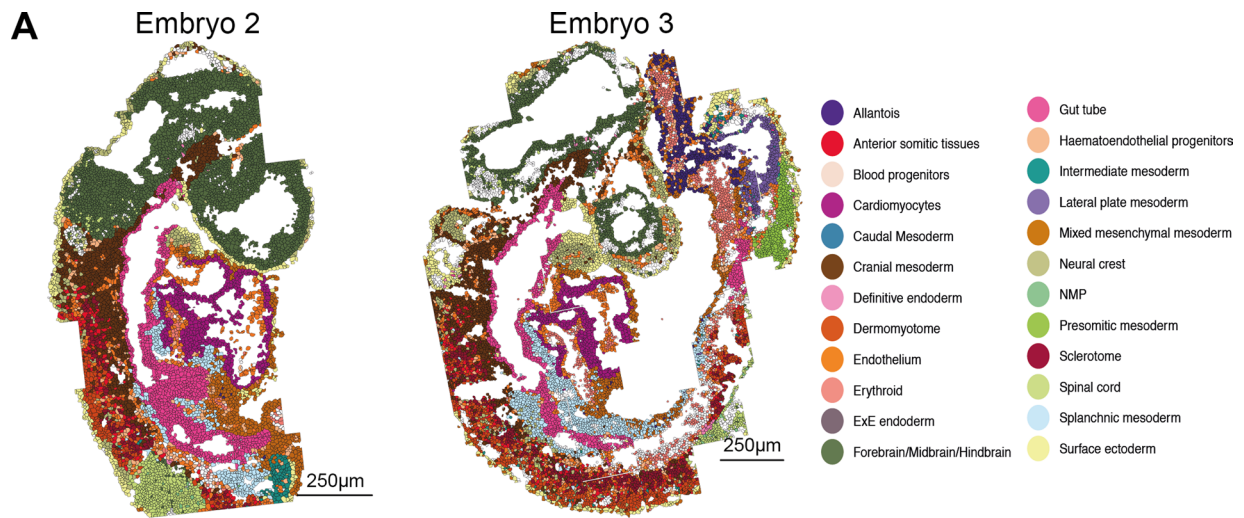 A
Embryo 2
Embryo 3
Allantois
Anterior somitic tissues
Blood progenitors
Cardiomyocytes
Caudal Mesoderm
Cranial mesoderm
Definitive endoderm
Dermomyotome
Endothelium
Erythroid
ExE endoderm
Forebrain/Midbrain/Hindbrain
Gut tube
Haematoendothelial progenitors
Intermediate mesoderm
Lateral plate mesoderm
Mixed mesenchymal mesoderm
Neural crest
NMP
Presomitic mesoderm
Sclerotome
Spinal cord
Splanchnic mesoderm
Surface ectoderm
250µm
250µm